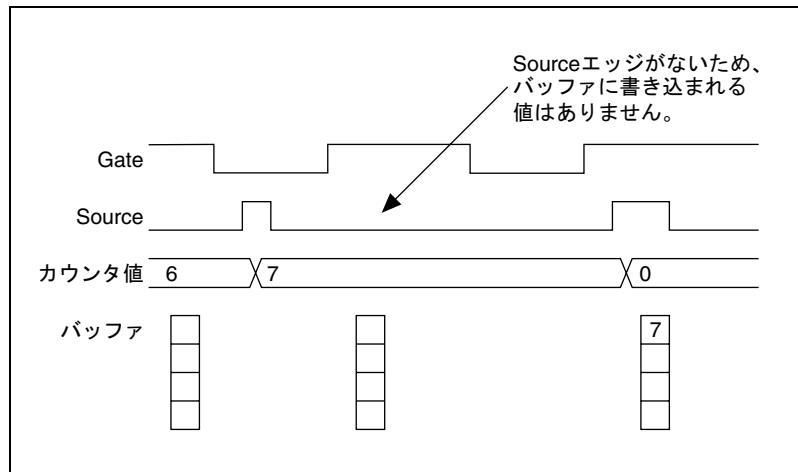 Sourceエッジがないため、
バッファに書き込まれる
値はありません。
Gate
Source
カウンタ値 6 7 0
バッファ 7